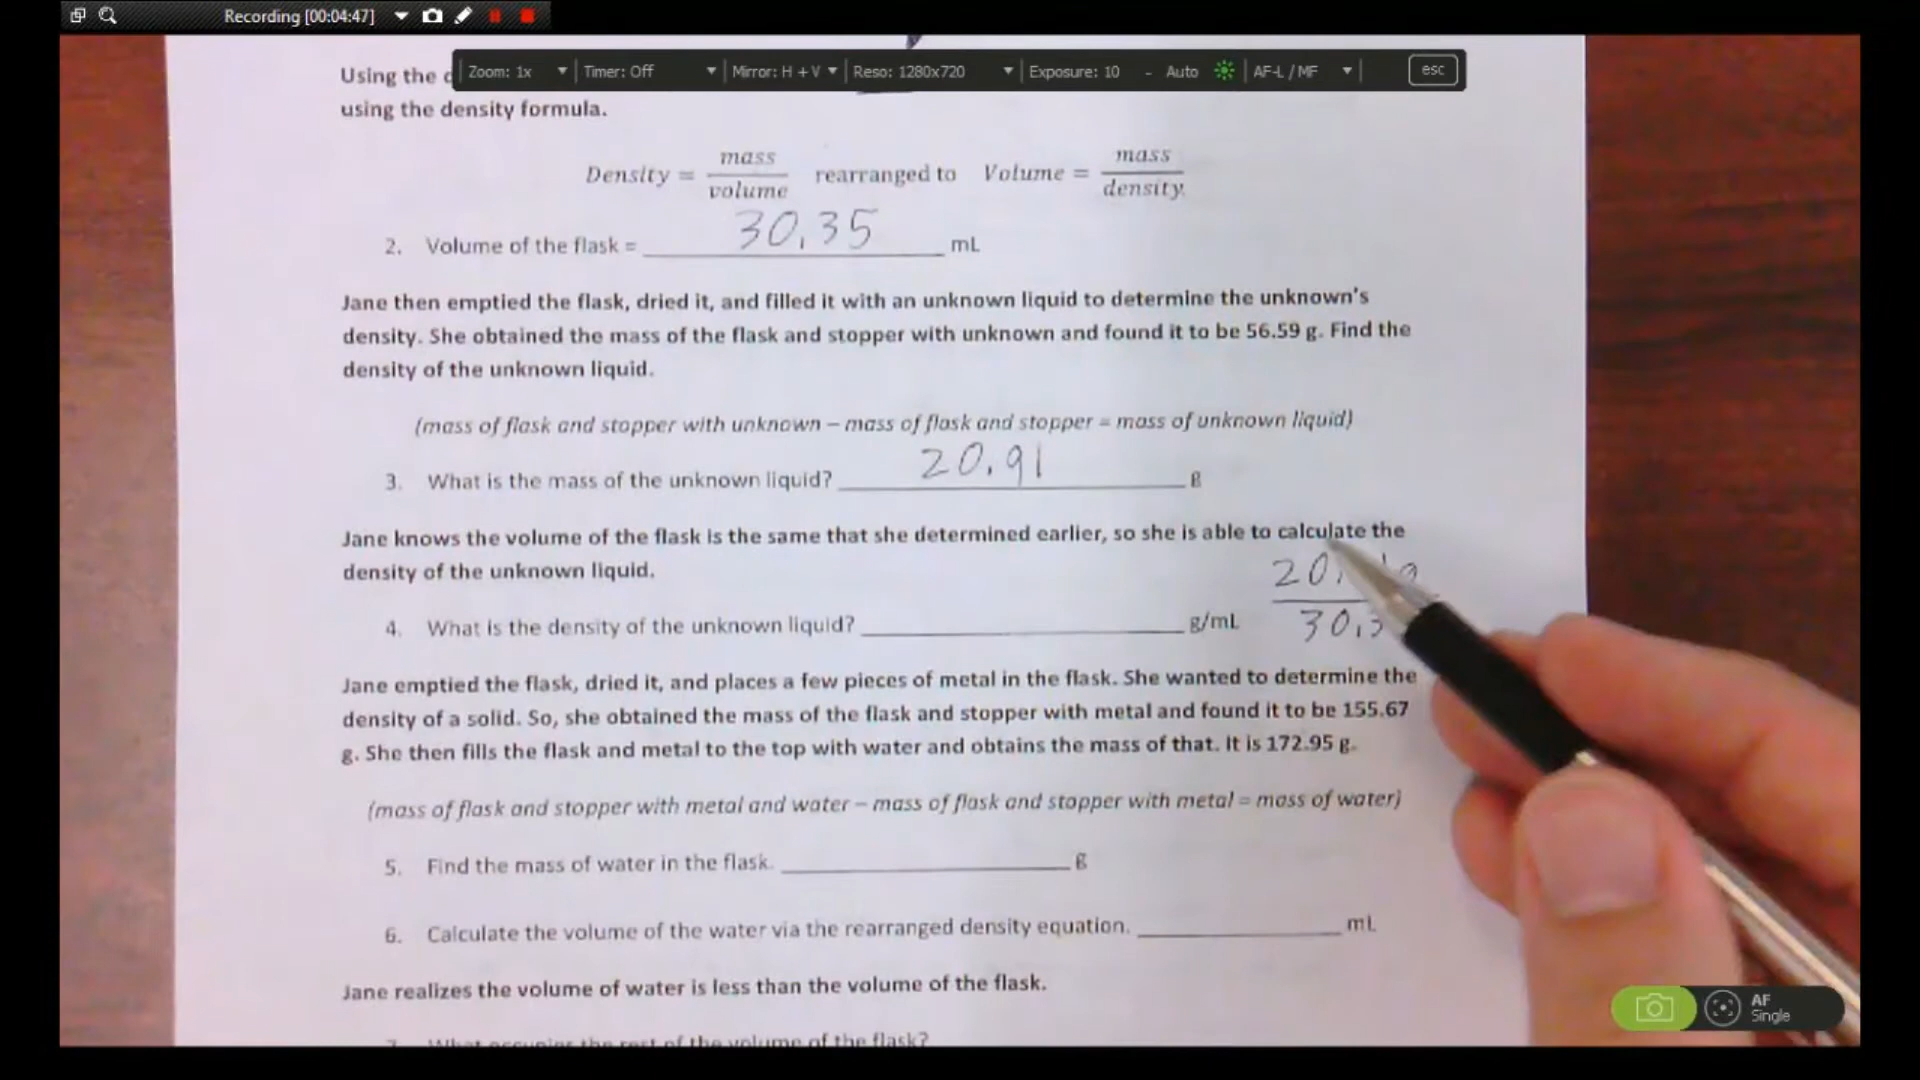 Recording [00:04:47]
Zoom: 1x Timer: Off Mirror: H + V Reso: 1280x720 Exposure: 10 - Auto AF-L / MF esc
Using the
using the density formula.
Density = mass / volume rearranged to Volume = mass / density.
2. Volume of the flask = 30.35 mL
Jane then emptied the flask, dried it, and filled it with an unknown liquid to determine the unknown's
density. She obtained the mass of the flask and stopper with unknown and found it to be 56.59 g. Find the
density of the unknown liquid.
(mass of flask and stopper with unknown – mass of flask and stopper = mass of unknown liquid)
3. What is the mass of the unknown liquid? 20.91 g
Jane knows the volume of the flask is the same that she determined earlier, so she is able to calculate the
density of the unknown liquid.
20. g
4. What is the density of the unknown liquid? g/mL 30.3
Jane emptied the flask, dried it, and places a few pieces of metal in the flask. She wanted to determine the
density of a solid. So, she obtained the mass of the flask and stopper with metal and found it to be 155.67
g. She then fills the flask and metal to the top with water and obtains the mass of that. It is 172.95 g.
(mass of flask and stopper with metal and water – mass of flask and stopper with metal = mass of water)
5. Find the mass of water in the flask. g
6. Calculate the volume of the water via the rearranged density equation. mL
Jane realizes the volume of water is less than the volume of the flask.
What occupies the rest of the volume of the flask?
AF
Single